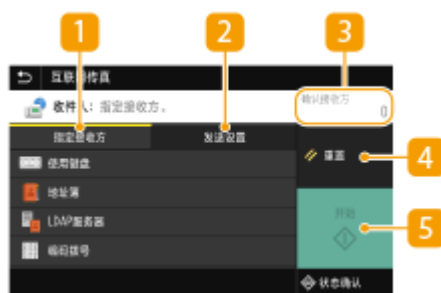 1
2
3
互联 传真
收件人：指定接收方。
确认接收方
0
指定接收方
发送设置
使用键盘
重置
4
地址簿
LDAP服务器
开始
5
编码拨号
状态确认